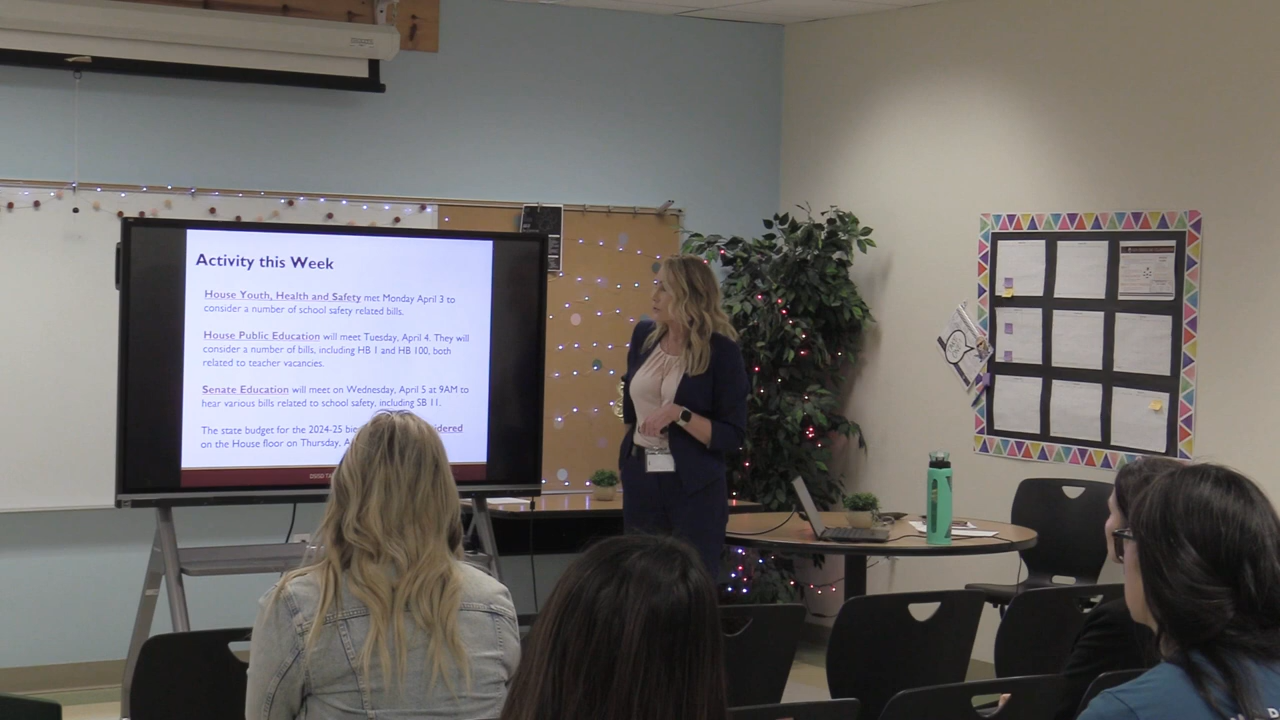 Activity this Week
House Youth, Health and Safety met Monday April 3 to
consider a number of school safety related bills.
House Public Education will meet Tuesday, April 4. They
will consider a number of bills, including HB 1 and HB 100, both
related to teacher vacancies.
Senate Education will meet on Wednesday, April 5 at 9AM to
hear various bills related to school safety, including SB 11.
The state budget for the 2024-25
on the House floor on Thursday,